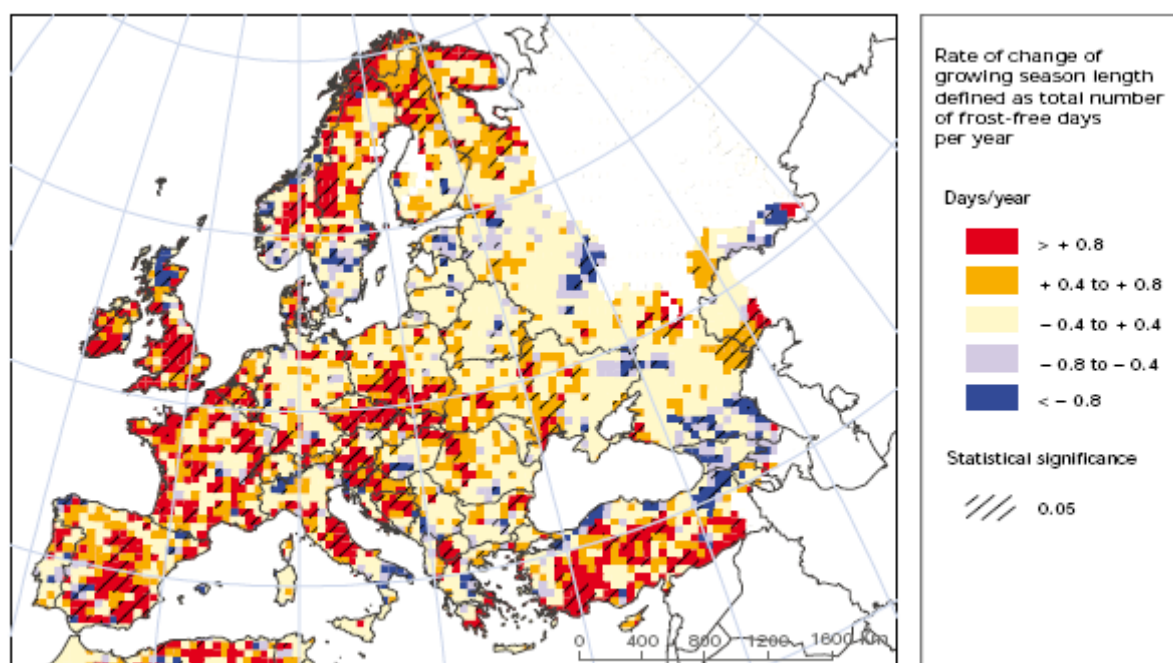 Rate of change of
growing season length
defined as total number
of frost-free days
per year
Days/year
> + 0.8
+ 0.4 to + 0.8
− 0.4 to + 0.4
− 0.8 to − 0.4
< − 0.8
Statistical significance
0.05
0 400 800 1200 1600 Km